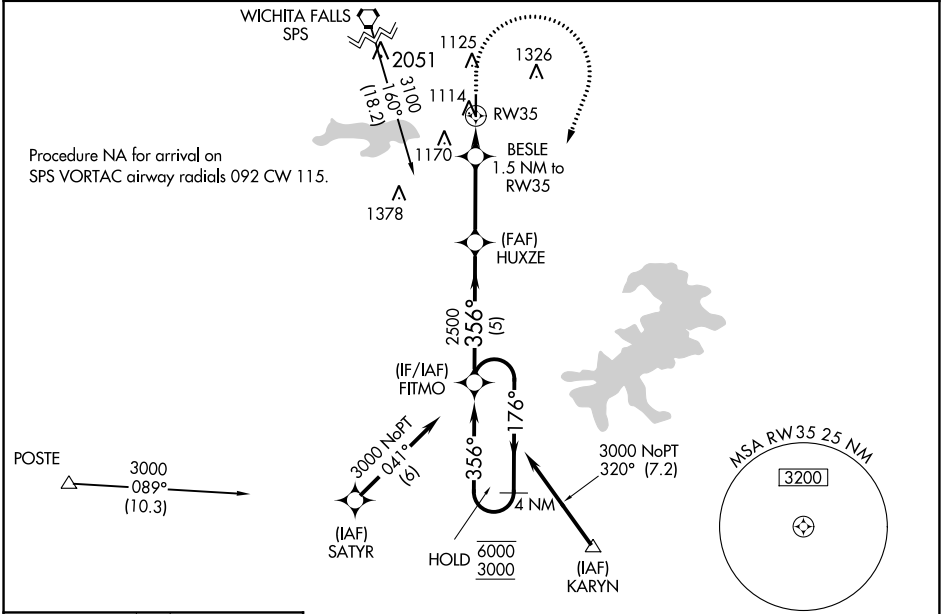 WICHITA FALLS
SPS
2051
3100
160°
(18.2)
1125
1326
1114
RW35
1170
BESLE
1.5 NM to
RW35
Procedure NA for arrival on
SPS VORTAC airway radials 092 CW 115.
1378
(FAF)
HUXZE
2500
356°
(5)
(IF/IAF)
FITMO
176°
356°
3000 NoPT
041°
(6)
3000 NoPT
320° (7.2)
MSA RW35 25 NM
3200
POSTE
3000
089°
(10.3)
(IAF)
SATYR
4 NM
HOLD
6000
3000
(IAF)
KARYN